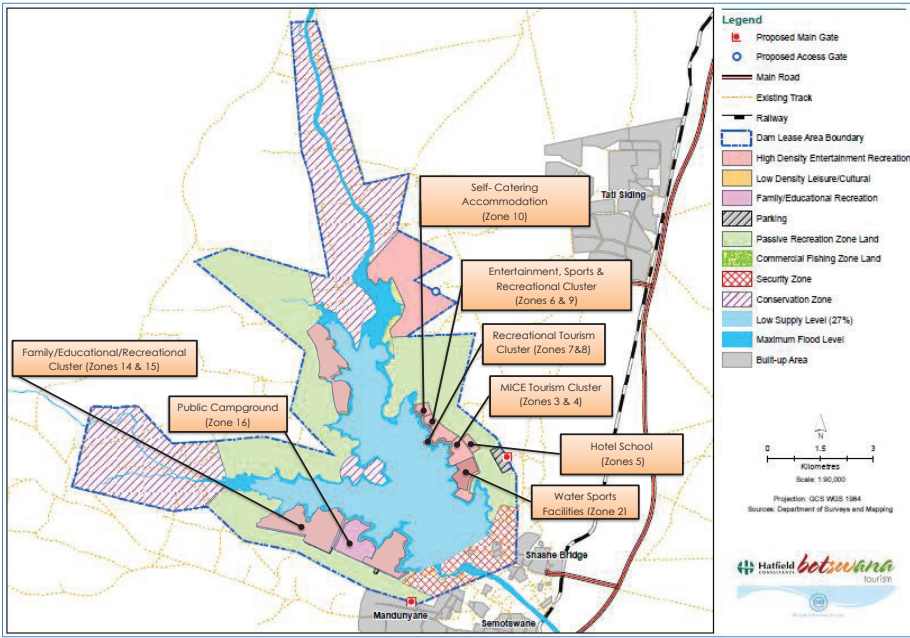 Self- Catering
Accommodation
(Zone 10)
Tati Siding
Entertainment, Sports &
Recreational Cluster
(Zones 6 & 9)
Recreational Tourism
Cluster (Zones 7&8)
Family/Educational/Recreational
Cluster (Zones 14 & 15)
MICE Tourism Cluster
(Zones 3 & 4)
Public Campground
(Zone 16)
Hotel School
(Zones 5)
Water Sports
Facilities (Zone 2)
Shashe Bridge
Mandunyane
Semotswane
Legend
Proposed Main Gate
Proposed Access Gate
Main Road
Existing Track
Railway
Dam Lease Area Boundary
High Density Entertainment Recreation
Low Density Leisure/Cultural
Family/Educational Recreation
Parking
Passive Recreation Zone Land
Commercial Fishing Zone Land
Security Zone
Conservation Zone
Low Supply Level (27%)
Maximum Flood Level
Built-up Area
N
0 1.5 3
Kilometres
Scale: 1:90,000
Projection: GCS WGS 1984
Sources: Department of Surveys and Mapping
Hatfield
CONSULTANTS
botswana
tourism